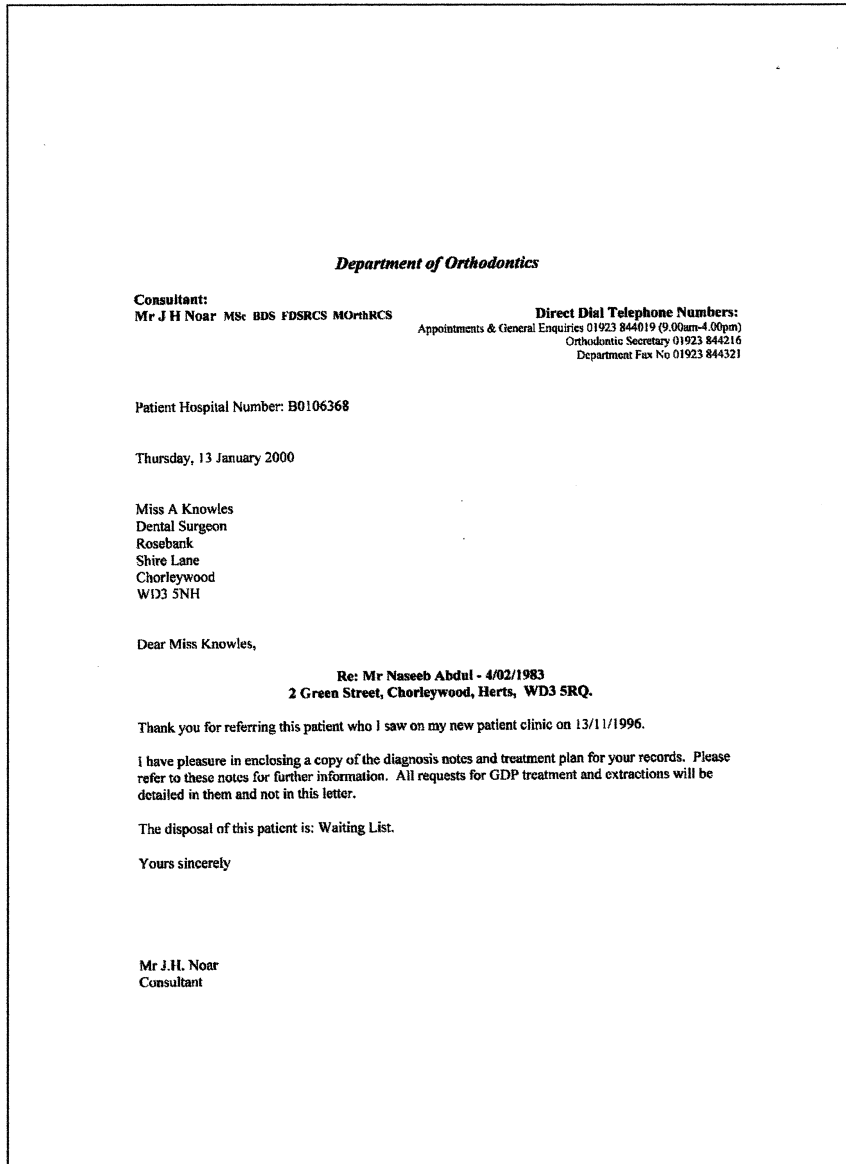 Department of Orthodontics
Consultant:
Mr J H Noar MSc BDS FDSRCS MOrthRCS
Direct Dial Telephone Numbers:
Appointments & General Enquiries 01923 844019 (9.00am-4.00pm)
Orthodontic Secretary 01923 844216
Department Fax No 01923 844321
Patient Hospital Number: B0106368
Thursday, 13 January 2000
Miss A Knowles
Dental Surgeon
Rosebank
Shire Lane
Chorleywood
WD3 5NH
Dear Miss Knowles,
Re: Mr Naseeb Abdul - 4/02/1983
2 Green Street, Chorleywood, Herts, WD3 5RQ.
Thank you for referring this patient who I saw on my new patient clinic on 13/11/1996.
I have pleasure in enclosing a copy of the diagnosis notes and treatment plan for your records. Please
refer to these notes for further information. All requests for GDP treatment and extractions will be
detailed in them and not in this letter.
The disposal of this patient is: Waiting List.
Yours sincerely
Mr J.H. Noar
Consultant